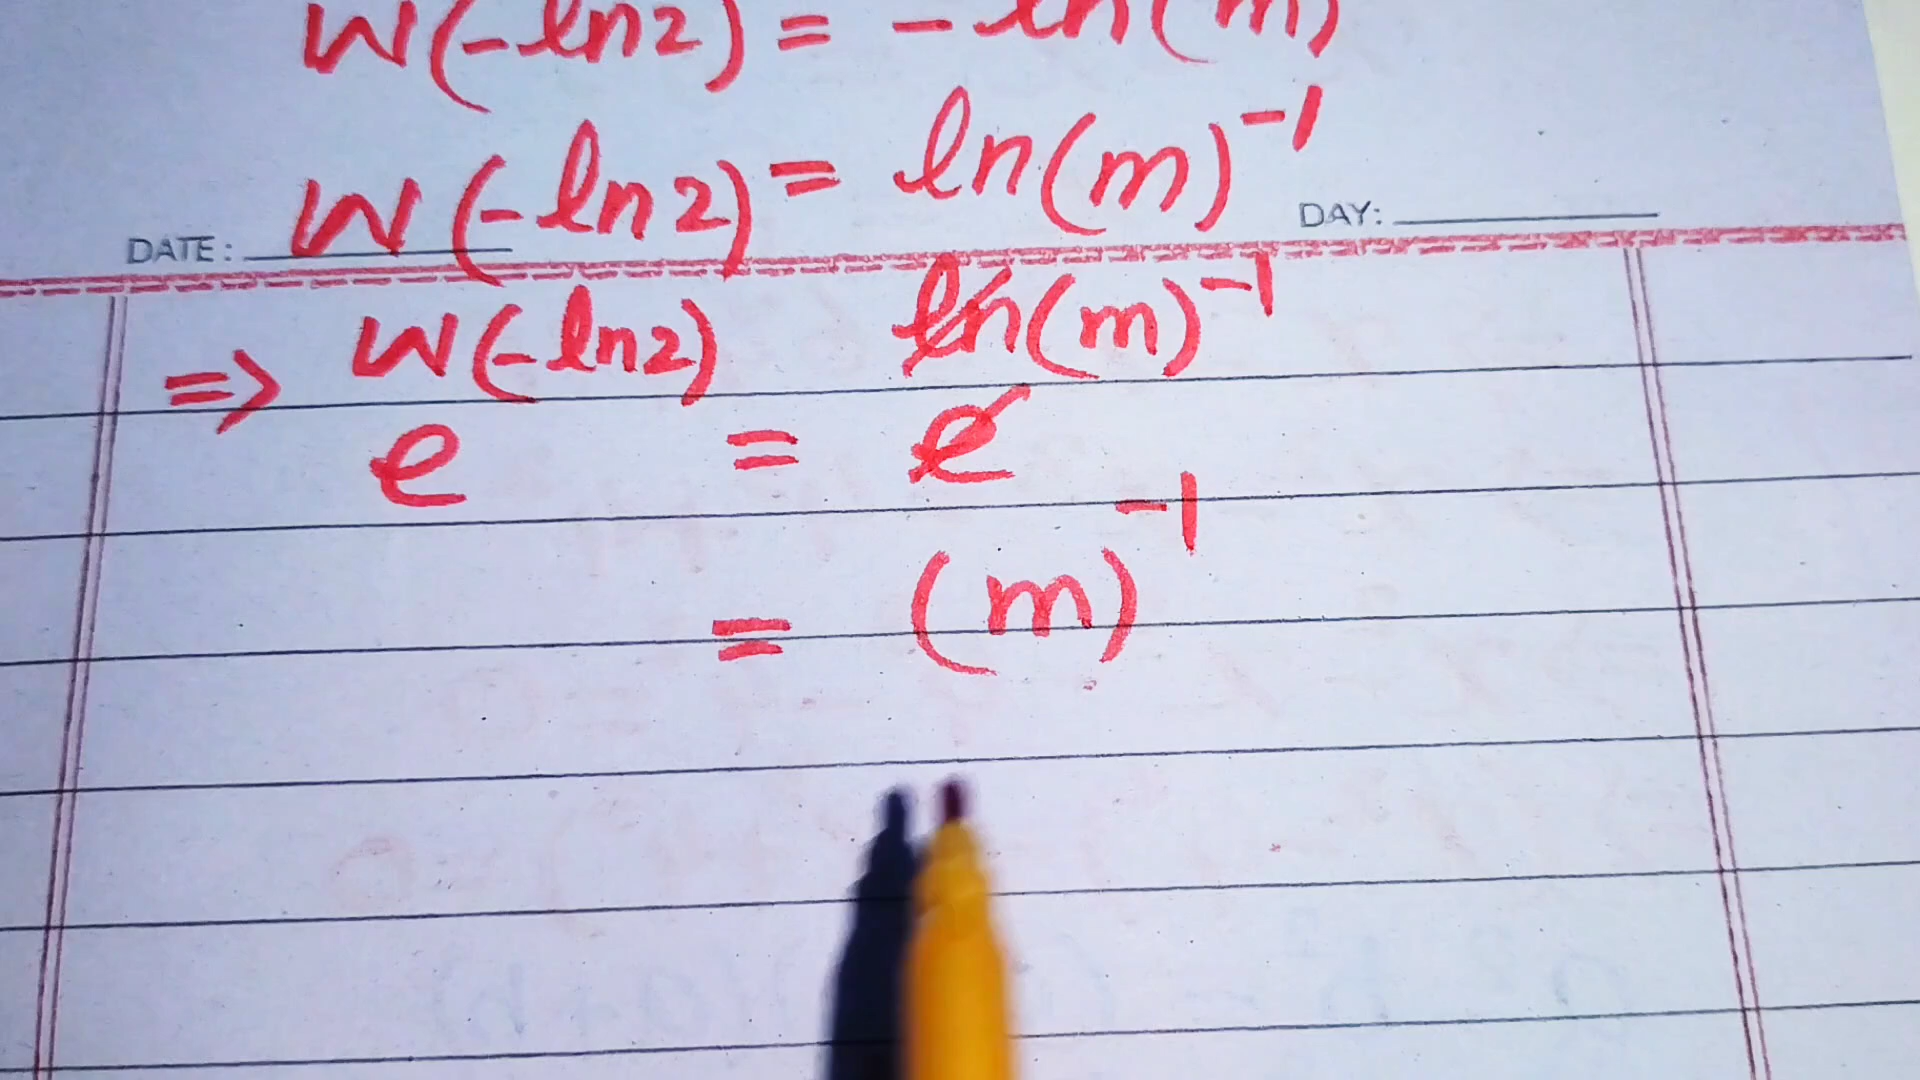 W(-ln2) = -ln(m)
W(-ln2) = ln(m)⁻¹
DATE: DAY:
=> e^W(-ln2) = e^ln(m)⁻¹
= (m)⁻¹